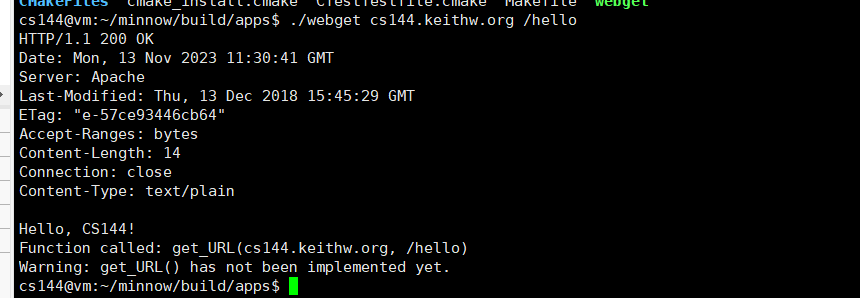 CMakeFiles cmake_install.cmake CTestTestfile.cmake Makefile webget
cs144@vm:~/minnow/build/apps$ ./webget cs144.keithw.org /hello
HTTP/1.1 200 OK
Date: Mon, 13 Nov 2023 11:30:41 GMT
Server: Apache
Last-Modified: Thu, 13 Dec 2018 15:45:29 GMT
ETag: "e-57ce93446cb64"
Accept-Ranges: bytes
Content-Length: 14
Connection: close
Content-Type: text/plain

Hello, CS144!
Function called: get_URL(cs144.keithw.org, /hello)
Warning: get_URL() has not been implemented yet.
cs144@vm:~/minnow/build/apps$